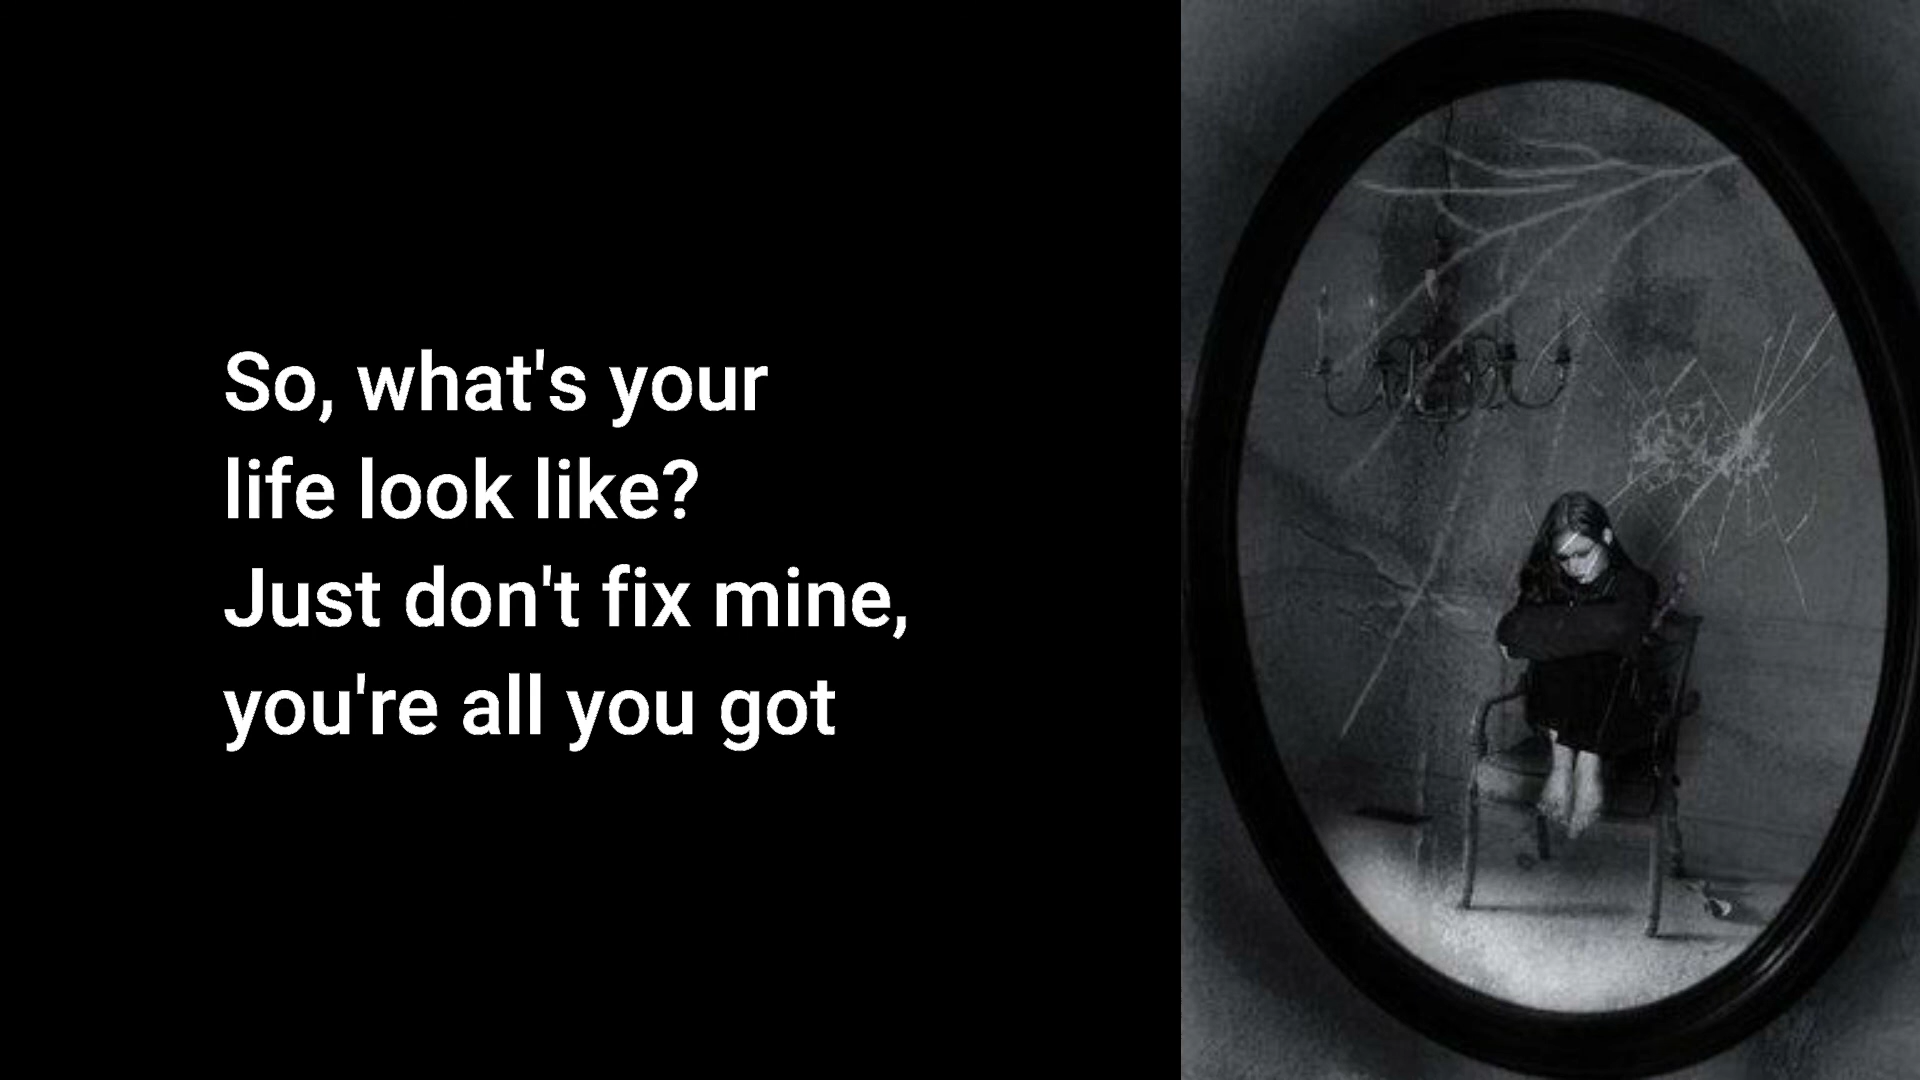 So, what's your
life look like?
Just don't fix mine,
you're all you got